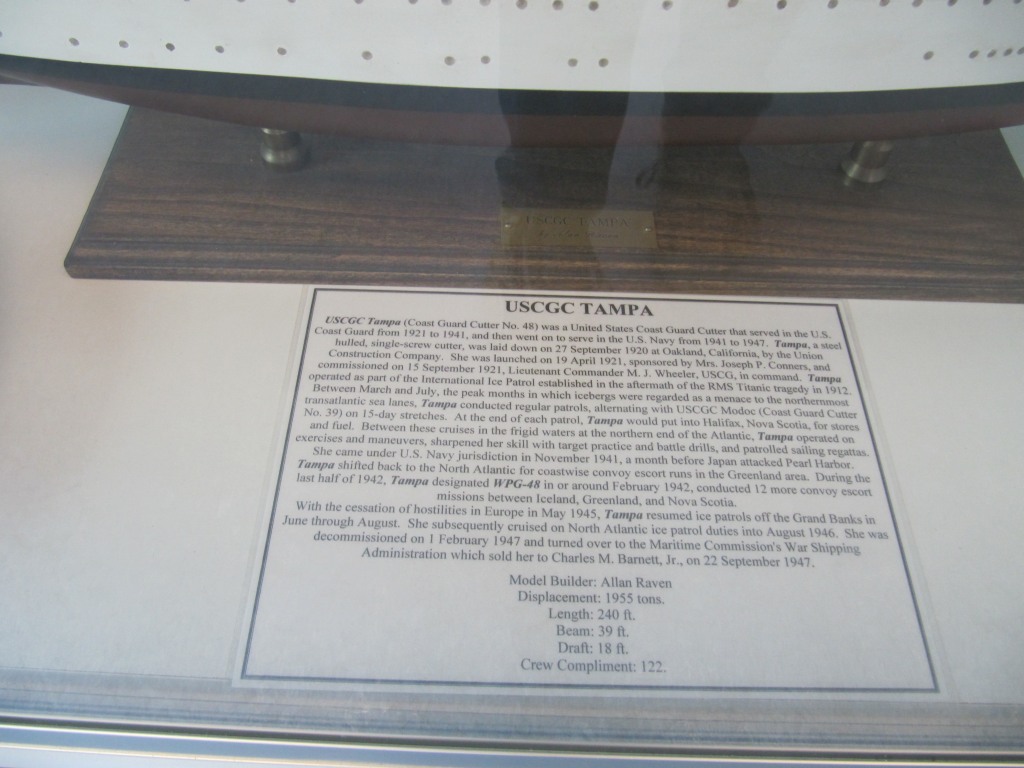 USCGC TAMPA
USCGC TAMPA
USCGC Tampa (Coast Guard Cutter No. 48) was a United States Coast Guard Cutter that served in the U.S.
Coast Guard from 1921 to 1941, and then went on to serve in the U.S. Navy from 1941 to 1947. Tampa, a steel
hulled, single-screw cutter, was laid down on 27 September 1920 at Oakland, California, by the Union
Construction Company. She was launched on 19 April 1921, sponsored by Mrs. Joseph P. Conners, and
commissioned on 15 September 1921, Lieutenant Commander M. J. Wheeler, USCG, in command. Tampa
operated as part of the International Ice Patrol established in the aftermath of the RMS Titanic tragedy in 1912.
Between March and July, the peak months in which icebergs were regarded as a menace to the northernmost
transatlantic sea lanes, Tampa conducted regular patrols, alternating with USCGC Modoc (Coast Guard Cutter
No. 39) on 15-day stretches. At the end of each patrol, Tampa would put into Halifax, Nova Scotia, for stores
and fuel. Between these cruises in the frigid waters at the northern end of the Atlantic, Tampa operated on
exercises and maneuvers, sharpened her skill with target practice and battle drills, and patrolled sailing regattas.
She came under U.S. Navy jurisdiction in November 1941, a month before Japan attacked Pearl Harbor.
Tampa shifted back to the North Atlantic for coastwise convoy escort runs in the Greenland area. During the
last half of 1942, Tampa designated WPG-48 in or around February 1942, conducted 12 more convoy escort
missions between Iceland, Greenland, and Nova Scotia.
With the cessation of hostilities in Europe in May 1945, Tampa resumed ice patrols off the Grand Banks in
June through August. She subsequently cruised on North Atlantic ice patrol duties into August 1946. She was
decommissioned on 1 February 1947 and turned over to the Maritime Commission's War Shipping
Administration which sold her to Charles M. Barnett, Jr., on 22 September 1947.
Model Builder: Allan Raven
Displacement: 1955 tons.
Length: 240 ft.
Beam: 39 ft.
Draft: 18 ft.
Crew Compliment: 122.